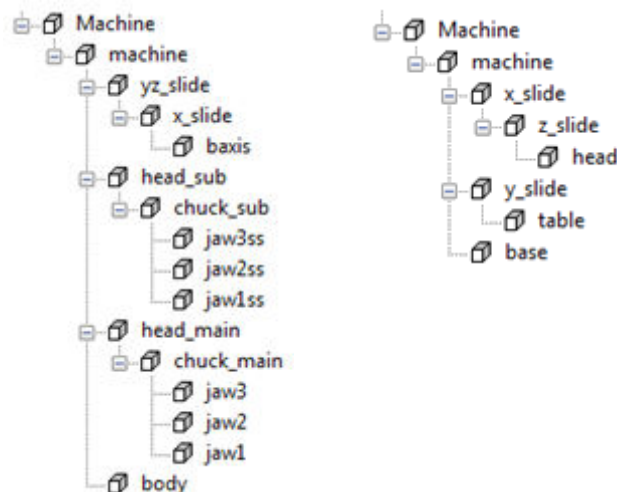 Machine
machine
yz_slide
x_slide
baxis
head_sub
chuck_sub
jaw3ss
jaw2ss
jaw1ss
head_main
chuck_main
jaw3
jaw2
jaw1
body
Machine
machine
x_slide
z_slide
head
y_slide
table
base